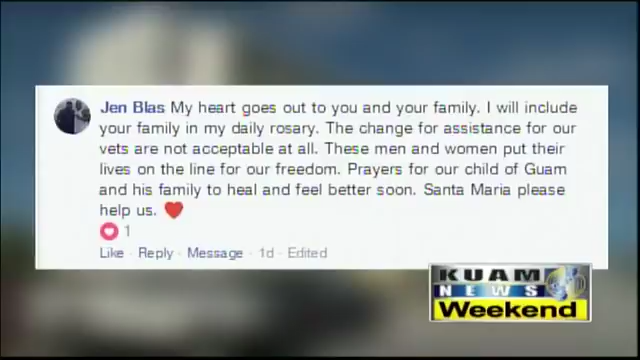 Jen Blas My heart goes out to you and your family. I will include
your family in my daily rosary. The change for assistance for our
vets are not acceptable at all. These men and women put their
lives on the line for our freedom. Prayers for our child of Guam
and his family to heal and feel better soon. Santa Maria please
help us. ❤
1
Like · Reply · Message · 1d · Edited
KUAM
NEWS
Weekend